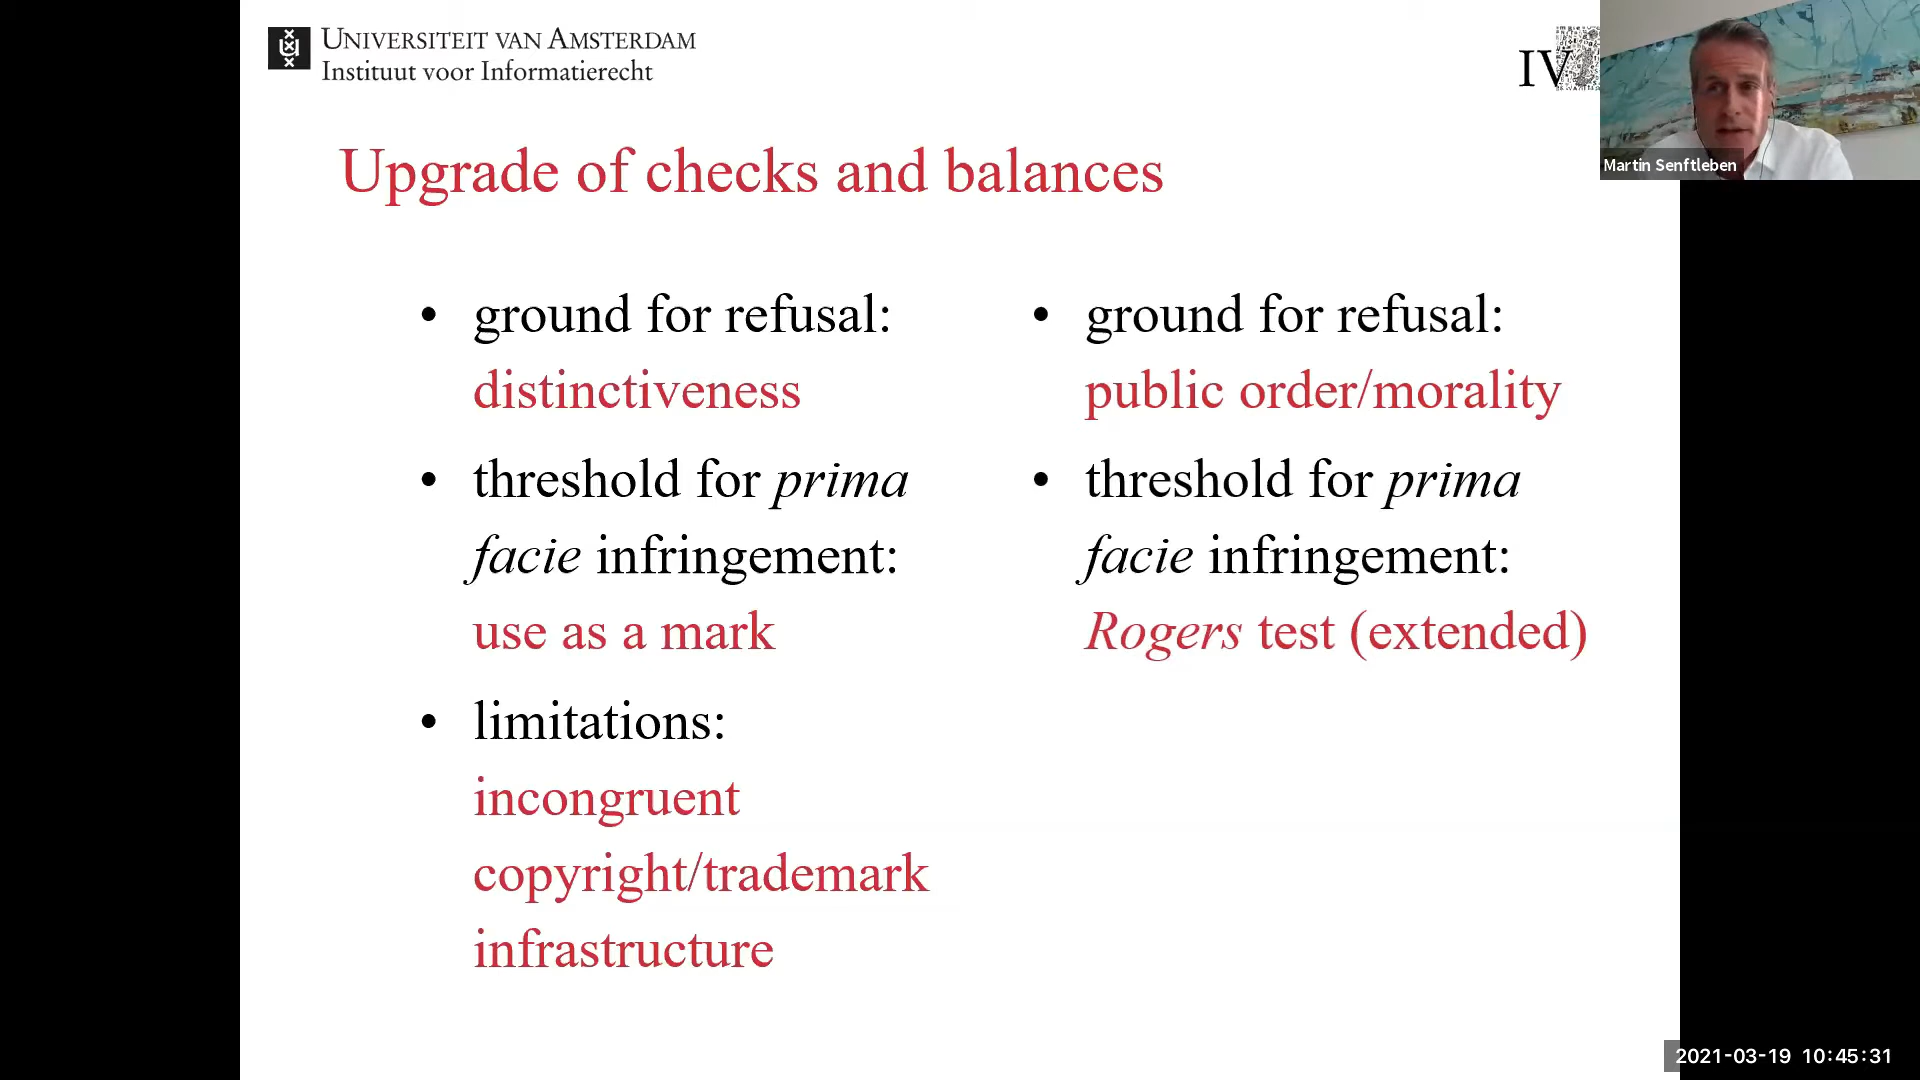 UNIVERSITEIT VAN AMSTERDAM
Instituut voor Informatierecht
IVi
Martin Senftleben
Upgrade of checks and balances
• ground for refusal:
distinctiveness
• threshold for prima
facie infringement:
use as a mark
• limitations:
incongruent
copyright/trademark
infrastructure
• ground for refusal:
public order/morality
• threshold for prima
facie infringement:
Rogers test (extended)
2021-03-19 10:45:31